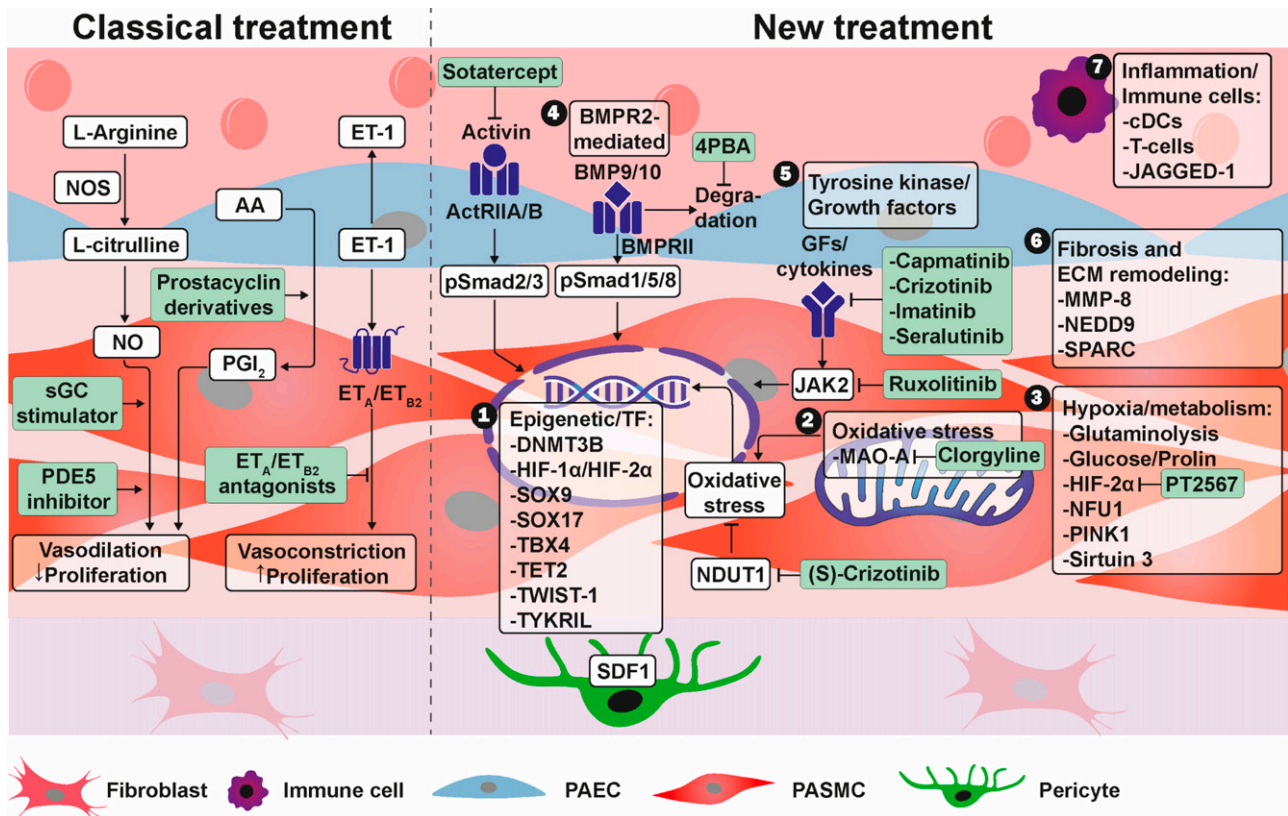 Classical treatment
New treatment
L-Arginine
NOS
L-citrulline
NO
sGC
stimulator
PDE5
inhibitor
Vasodilation
↓Proliferation
AA
Prostacyclin
derivatives
PGI₂
ET-1
ET-1
ET_A/ET_B2
ET_A/ET_B2
antagonists
Vasoconstriction
↑Proliferation
Sotatercept
Activin
ActRIIA/B
pSmad2/3
4
BMPR2-
mediated
BMP9/10
BMPRII
pSmad1/5/8
4PBA
Degra-
dation
1
Epigenetic/TF:
-DNMT3B
-HIF-1α/HIF-2α
-SOX9
-SOX17
-TBX4
-TET2
-TWIST-1
-TYKRIL
SDF1
5
Tyrosine kinase/
Growth factors
GFs/
cytokines
-Capmatinib
-Crizotinib
-Imatinib
-Seralutinib
JAK2
Ruxolitinib
2
Oxidative stress
-MAO-A
Clorgyline
Oxidative
stress
NDUT1
(S)-Crizotinib
7
Inflammation/
Immune cells:
-cDCs
-T-cells
-JAGGED-1
6
Fibrosis and
ECM remodeling:
-MMP-8
-NEDD9
-SPARC
3
Hypoxia/metabolism:
-Glutaminolysis
-Glucose/Prolin
-HIF-2α
PT2567
-NFU1
-PINK1
-Sirtuin 3
Fibroblast
Immune cell
PAEC
PASMC
Pericyte